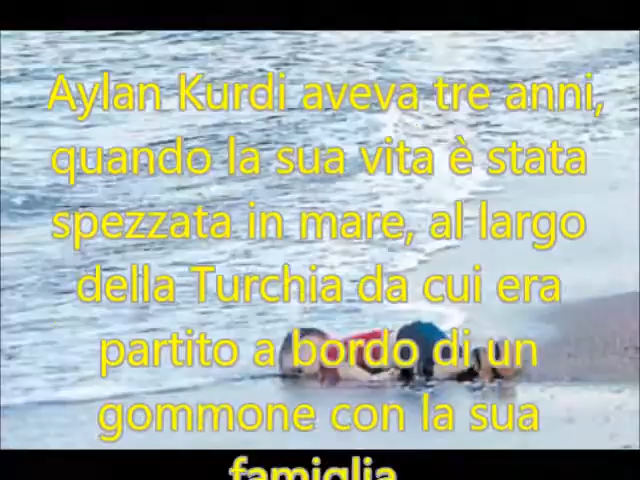 Aylan Kurdi aveva tre anni,
quando la sua vita è stata
spezzata in mare, al largo
della Turchia da cui era
partito a bordo di un
gommone con la sua
famiglia